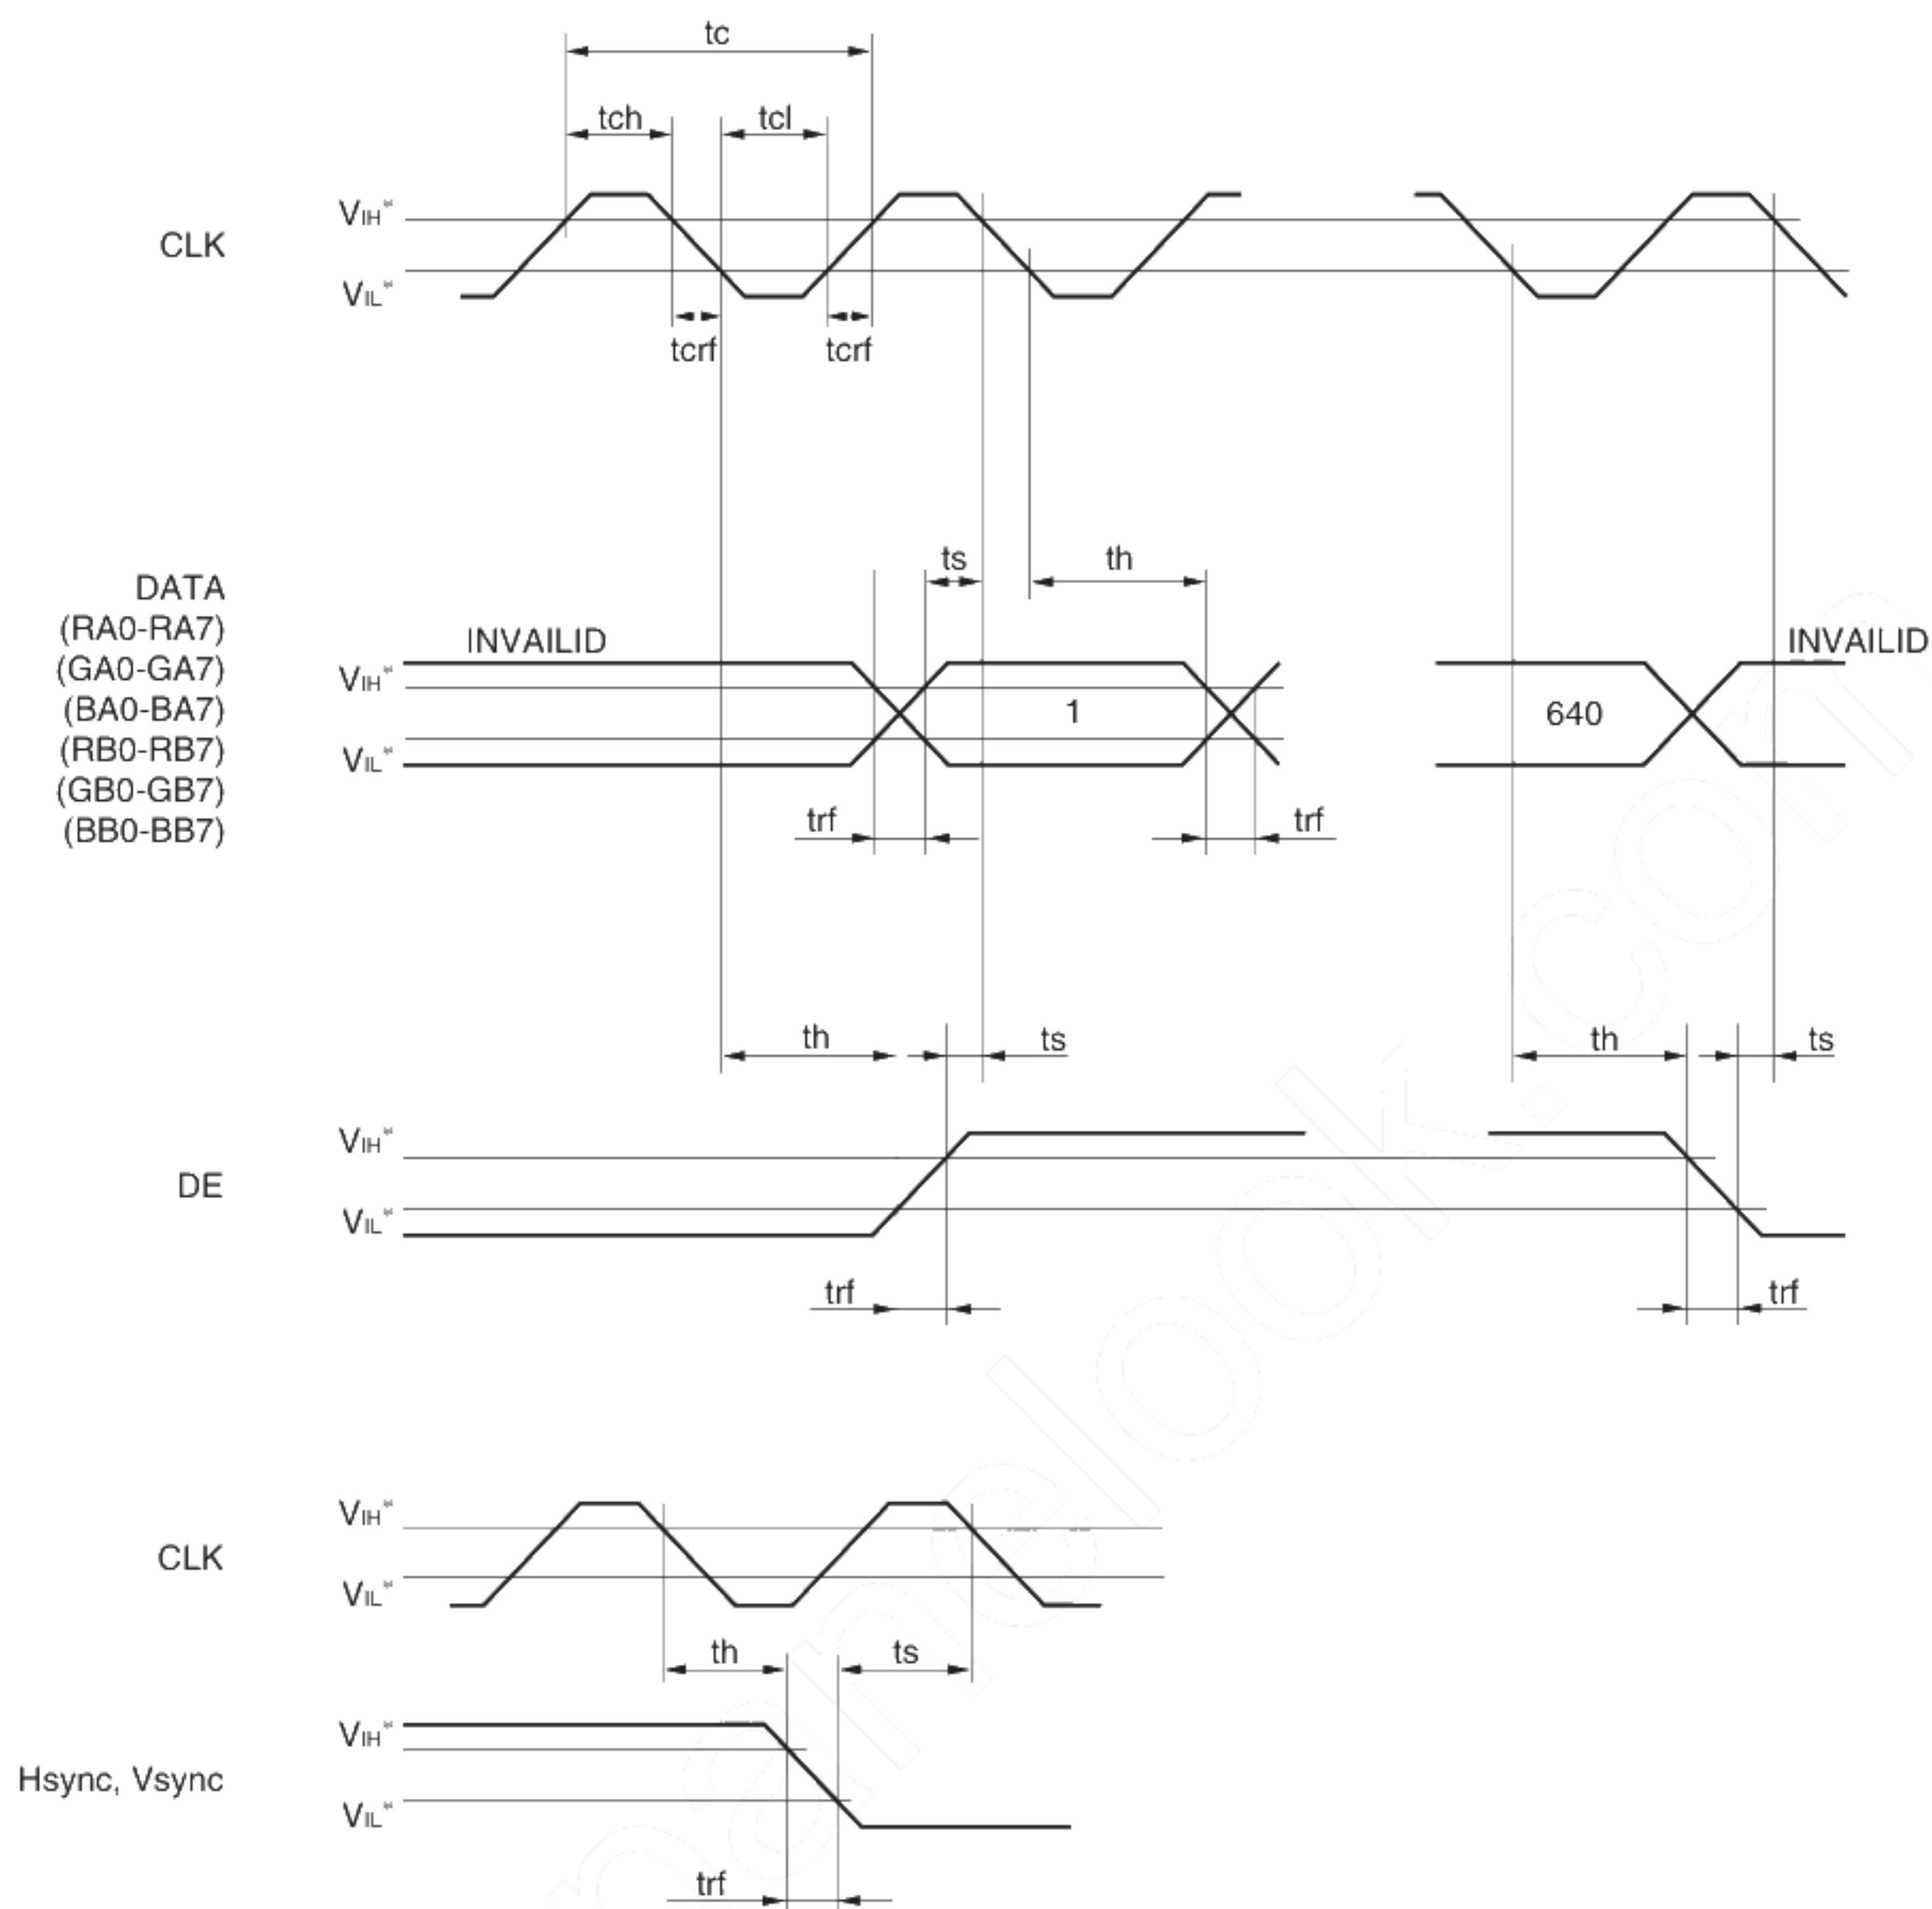 tc
tch tcl
VIH*
CLK
VIL*
tcrf tcrf
ts th
DATA
(RA0-RA7)
INVAILID INVAILID
(GA0-GA7)
VIH*
(BA0-BA7)
1 640
(RB0-RB7)
VIL*
(GB0-GB7)
(BB0-BB7)
trf trf
th ts th ts
VIH*
DE
VIL*
trf trf
VIH*
CLK
VIL*
th ts
VIH*
Hsync, Vsync
VIL*
trf
panelook.com